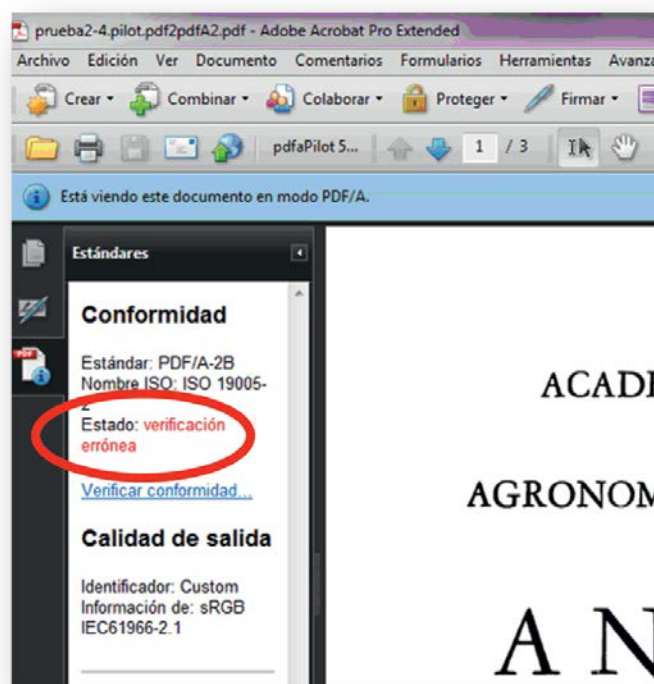 prueba2-4.pilot.pdf2pdfA2.pdf - Adobe Acrobat Pro Extended
Archivo Edición Ver Documento Comentarios Formularios Herramientas Avanza
Crear Combinar Colaborar Proteger Firmar
pdfaPilot 5... 1 / 3
Está viendo este documento en modo PDF/A.
Estándares
Conformidad
Estándar: PDF/A-2B
Nombre ISO: ISO 19005-
2
Estado: verificación
errónea
Verificar conformidad...
Calidad de salida
Identificador: Custom
Información de: sRGB
IEC61966-2.1
ACADE
AGRONOM
A N